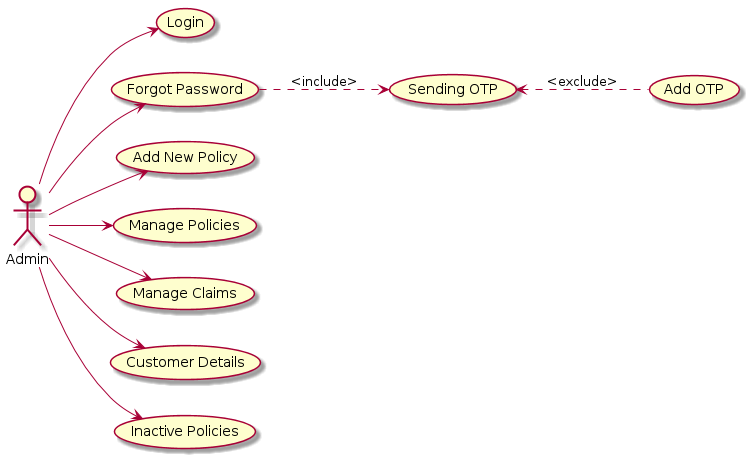 Login
Forgot Password
<include>
Sending OTP
<exclude>
Add OTP
Add New Policy
Manage Policies
Admin
Manage Claims
Customer Details
Inactive Policies